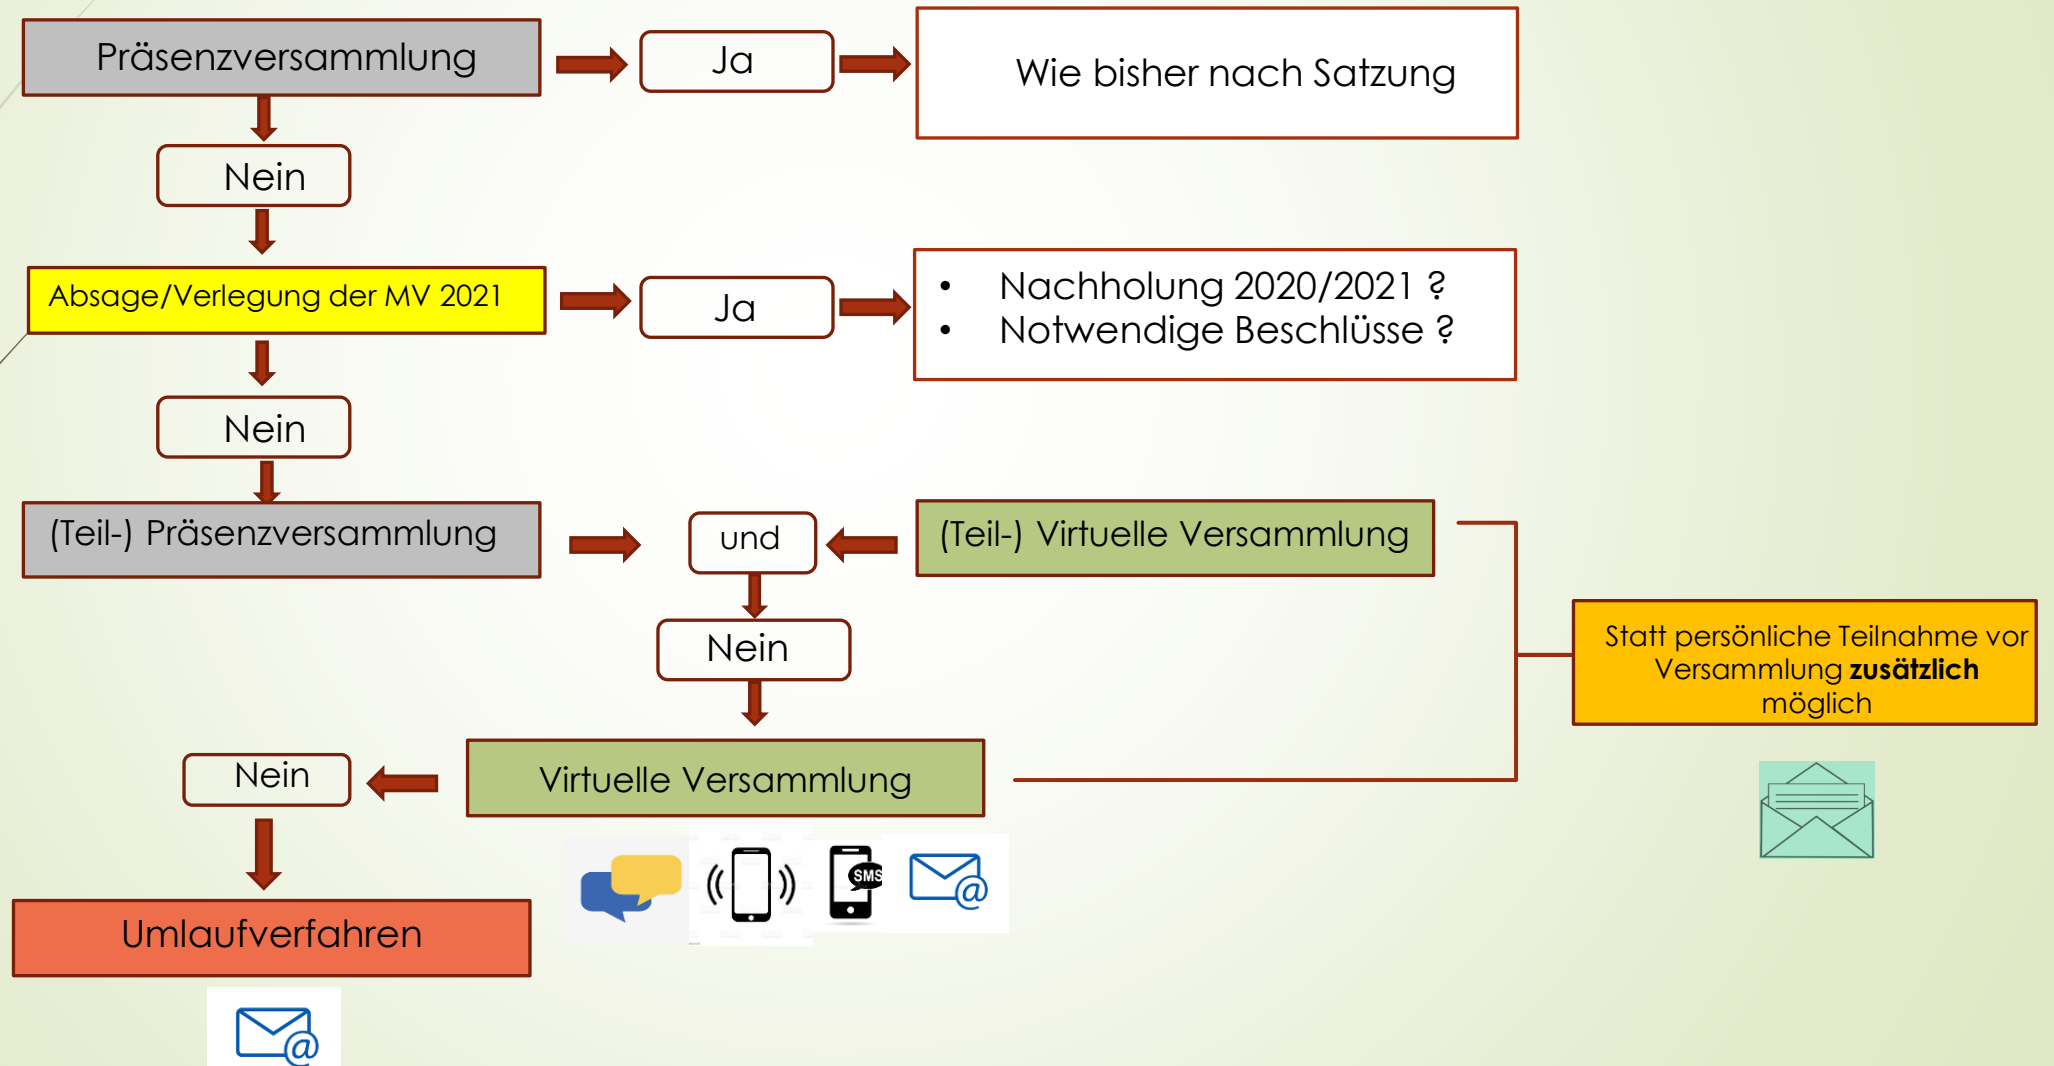 Präsenzversammlung
Ja
Wie bisher nach Satzung
Nein
Absage/Verlegung der MV 2021
Ja
• Nachholung 2020/2021 ?
• Notwendige Beschlüsse ?
Nein
(Teil-) Präsenzversammlung
und
(Teil-) Virtuelle Versammlung
Nein
Statt persönliche Teilnahme vor
Versammlung zusätzlich
möglich
Nein
Virtuelle Versammlung
SMS
@
Umlaufverfahren
@